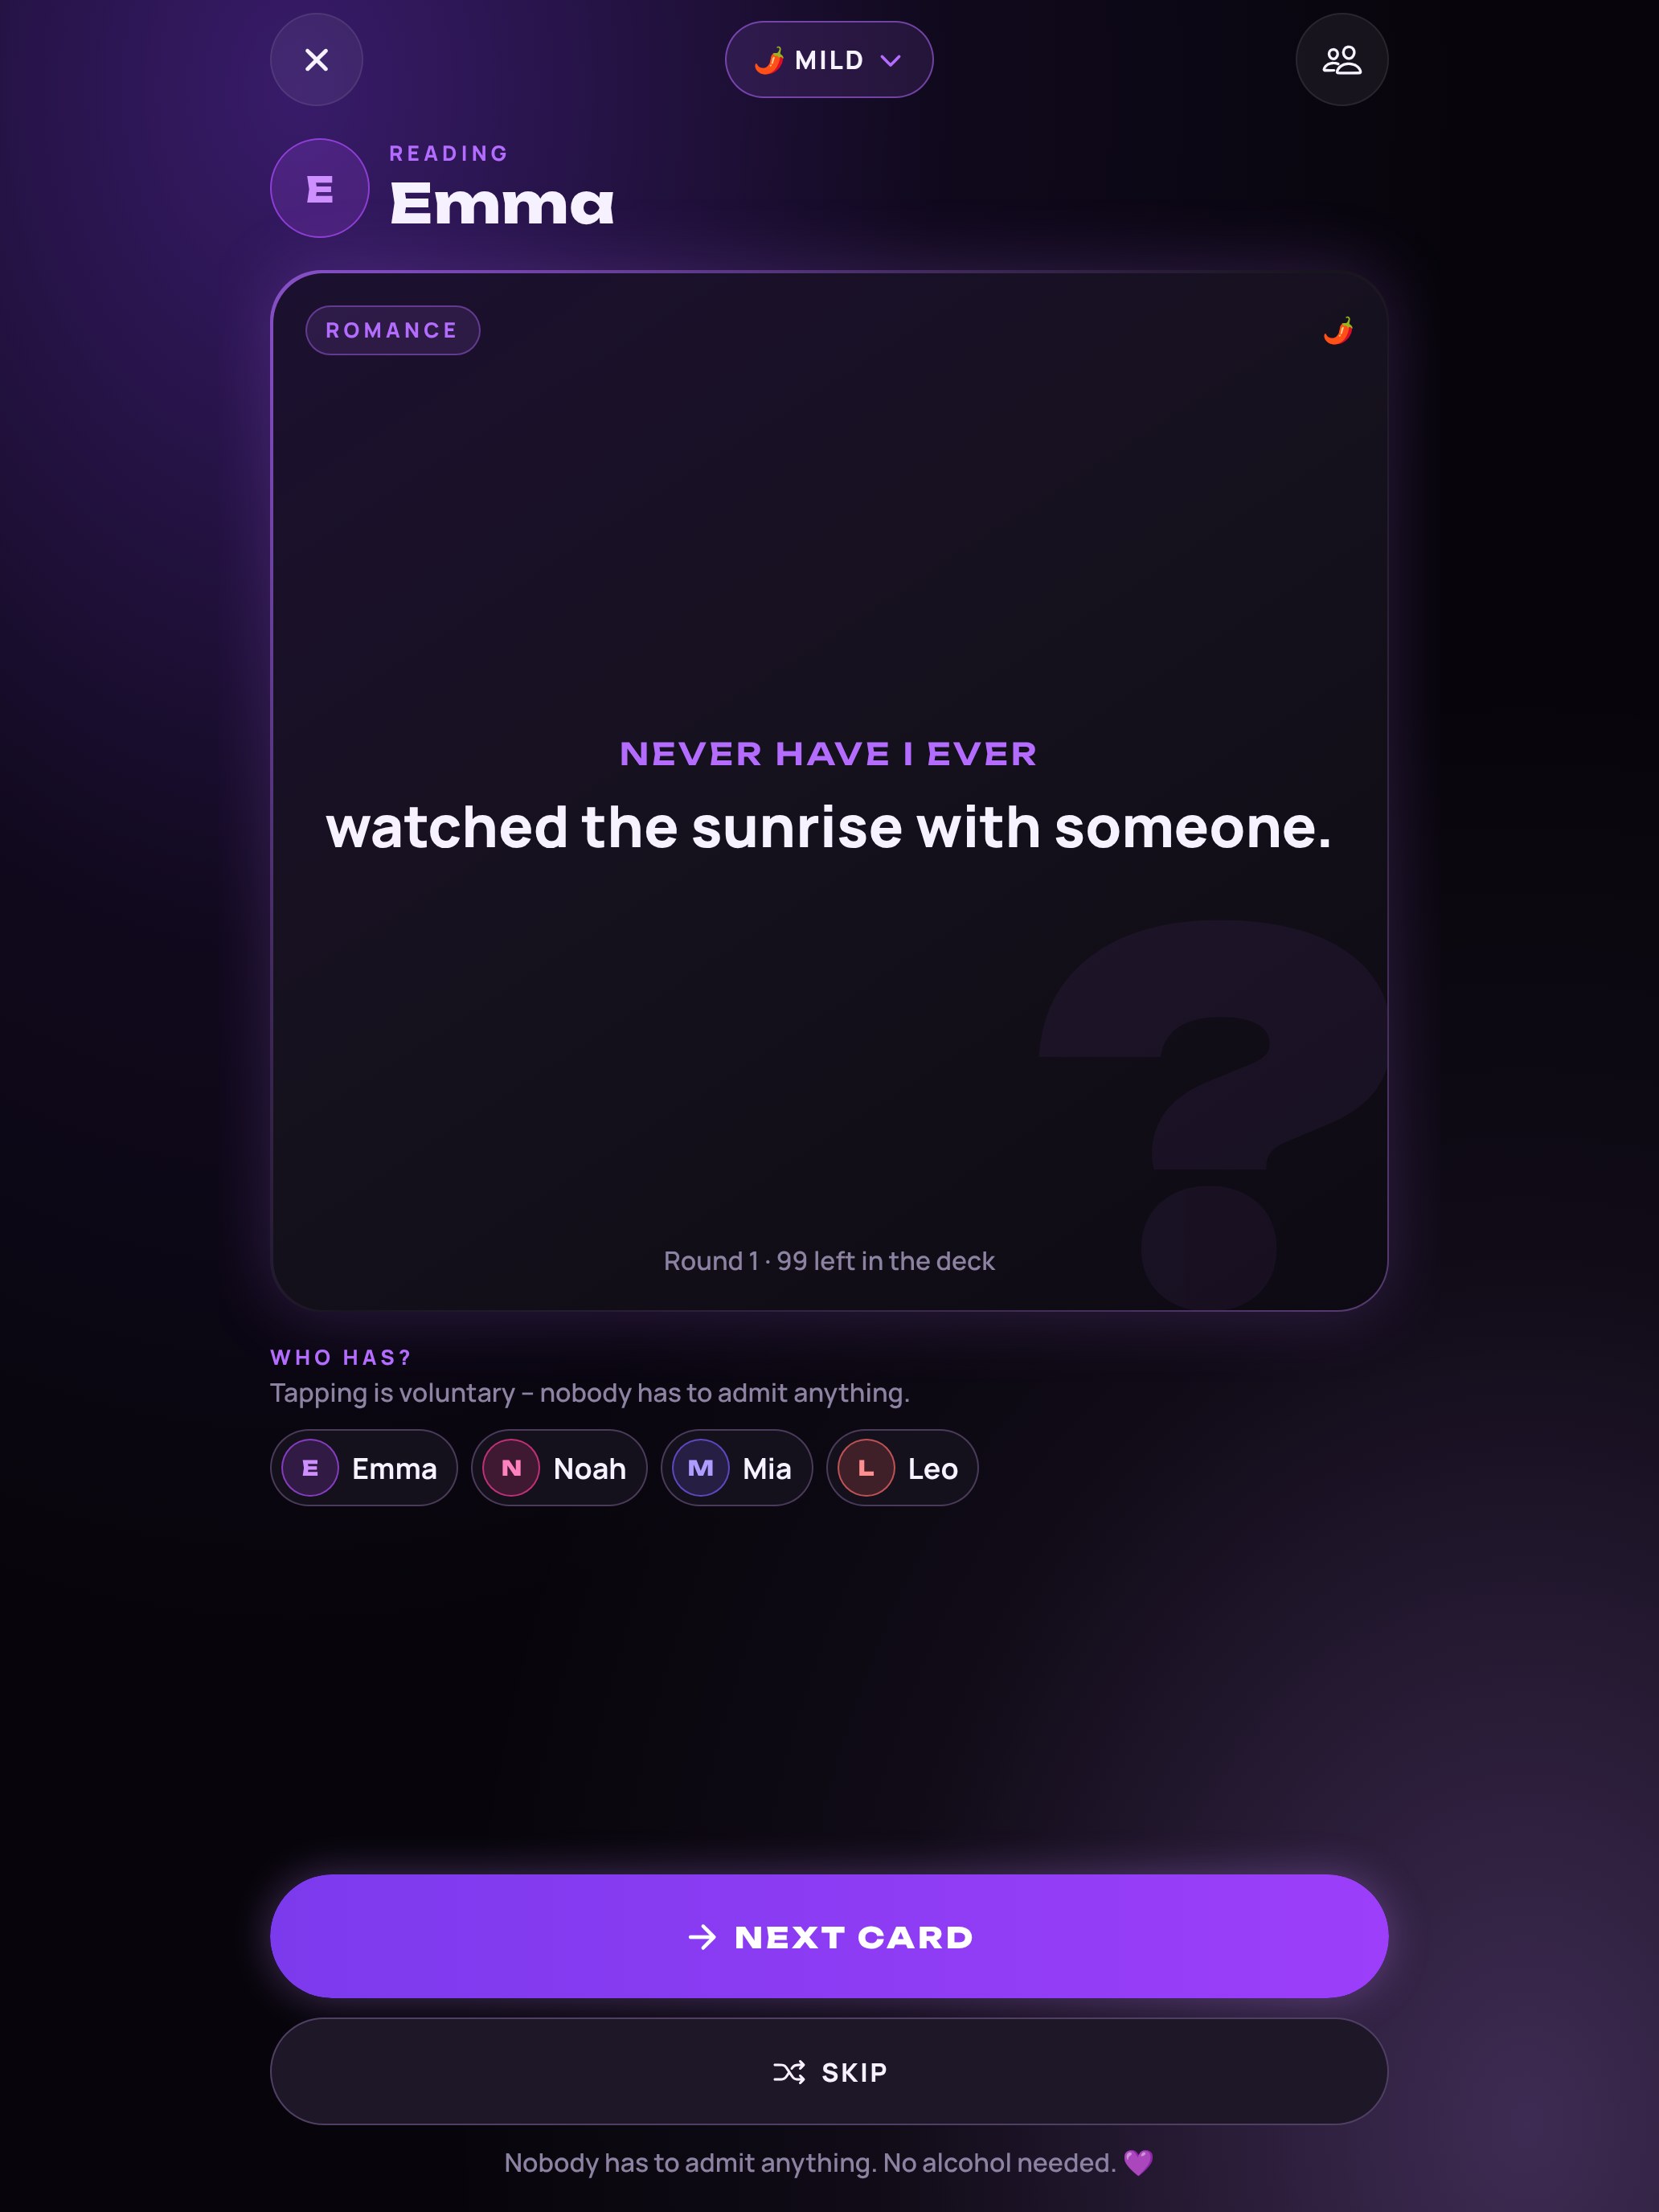 🌶️ MILD
E
READING
Emma
ROMANCE
🌶️
NEVER HAVE I EVER
watched the sunrise with someone.
?
Round 1 · 99 left in the deck
WHO HAS?
Tapping is voluntary – nobody has to admit anything.
E Emma N Noah M Mia L Leo
→ NEXT CARD
SKIP
Nobody has to admit anything. No alcohol needed. 💜